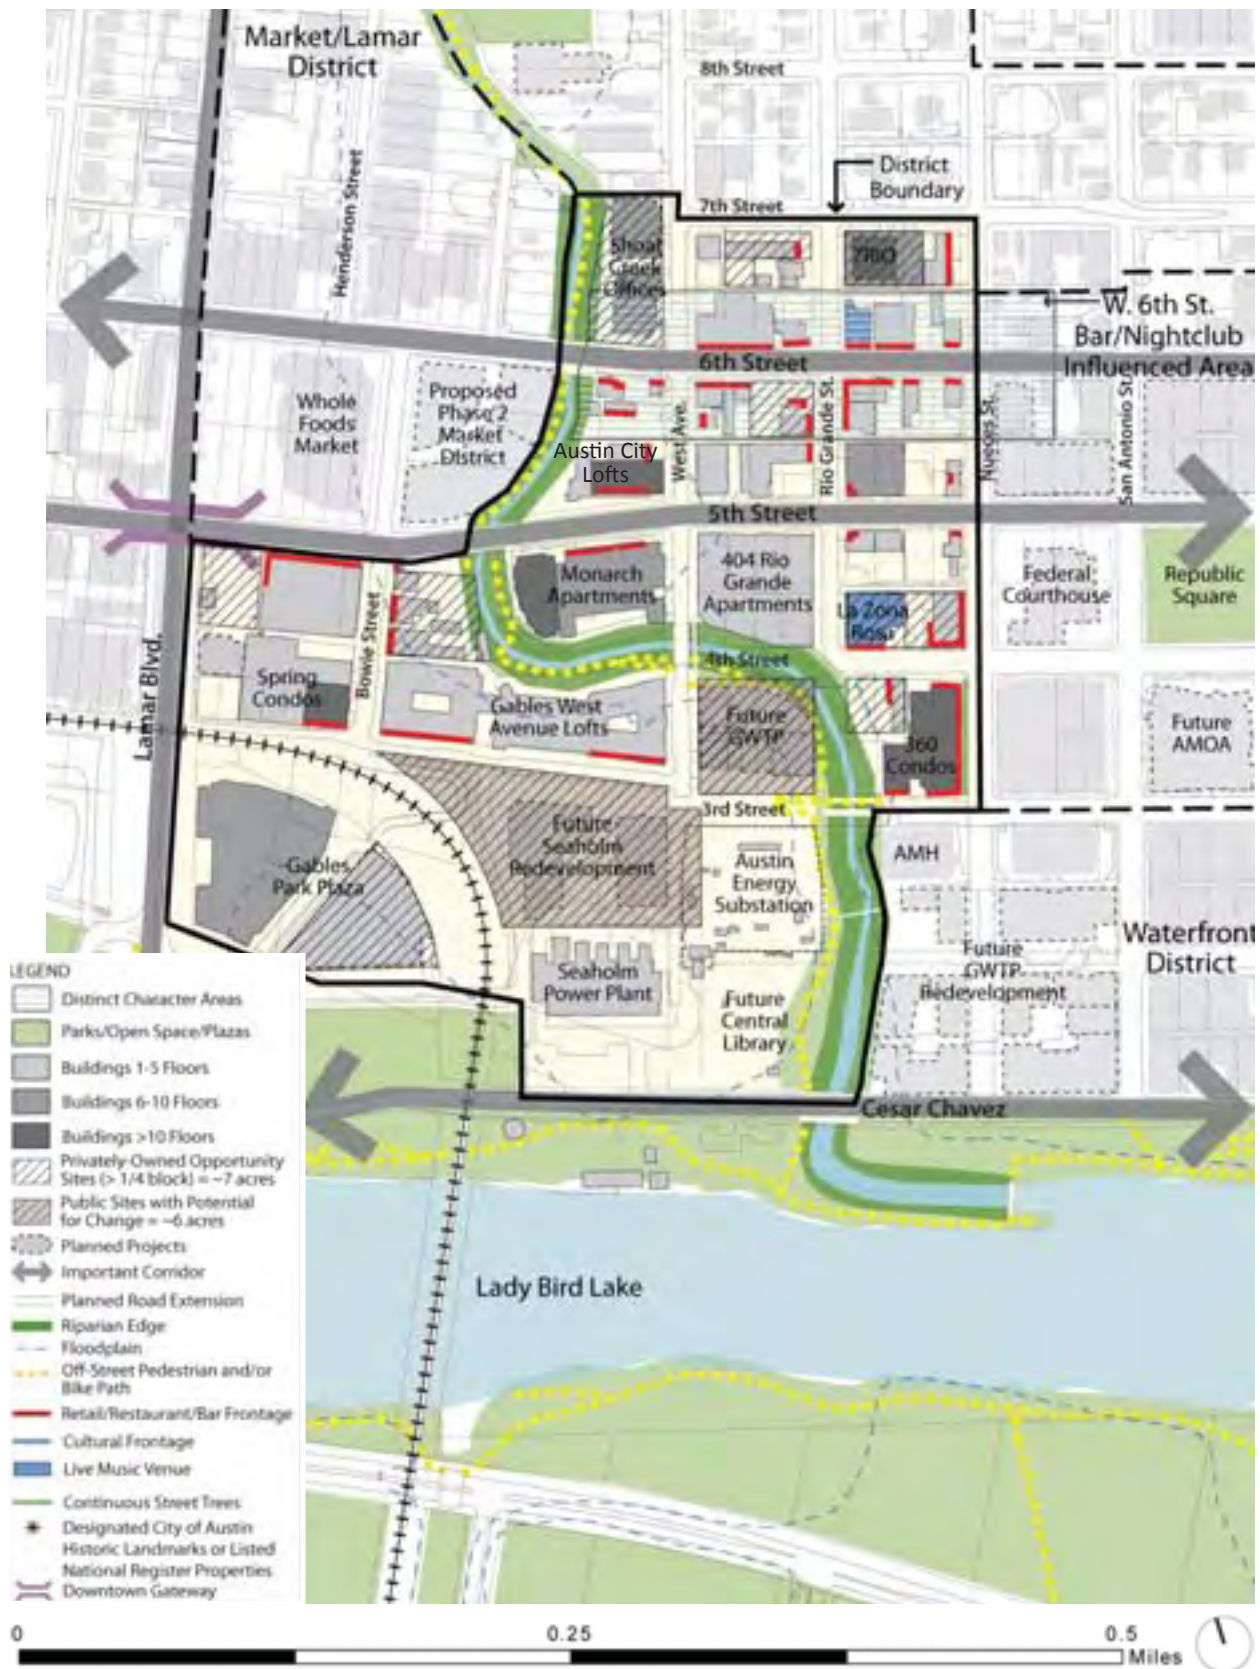 Market/Lamar
District
8th Street
Henderson Street
District
Boundary
7th Street
Shoal
Creek
Offices
7RIO
W. 6th St.
Bar/Nightclub
Influenced Area
6th Street
Whole
Foods
Market
Proposed
Phase 2
Market
District
Austin City
Lofts
West Ave.
Rio Grande St.
Nueces St.
San Antonio St.
5th Street
Monarch
Apartments
404 Rio
Grande
Apartments
Federal
Courthouse
Republic
Square
La Zona
Rosa
Lamar Blvd.
Bowie Street
4th Street
Spring
Condos
Gables West
Avenue Lofts
Future
GWTP
360
Condos
Future
AMOA
3rd Street
Future
Seaholm
Redevelopment
Gables
Park Plaza
Austin
Energy
Substation
AMH
Waterfront
District
Seaholm
Power Plant
Future
Central
Library
Future
GWTP
Redevelopment
Cesar Chavez
Lady Bird Lake
LEGEND
Distinct Character Areas
Parks/Open Space/Plazas
Buildings 1-5 Floors
Buildings 6-10 Floors
Buildings >10 Floors
Privately-Owned Opportunity
Sites (> 1/4 block) = ~7 acres
Public Sites with Potential
for Change = ~6 acres
Planned Projects
Important Corridor
Planned Road Extension
Riparian Edge
Floodplain
Off-Street Pedestrian and/or
Bike Path
Retail/Restaurant/Bar Frontage
Cultural Frontage
Live Music Venue
Continuous Street Trees
Designated City of Austin
Historic Landmarks or Listed
National Register Properties
Downtown Gateway
0 0.25 0.5
Miles